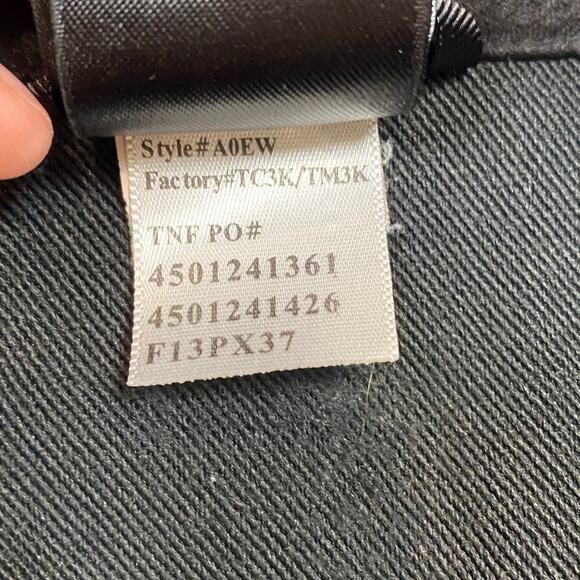 Style#A0EW
Factory#TC3K/TM3K
TNF PO#
4501241361
4501241426
F13PX37